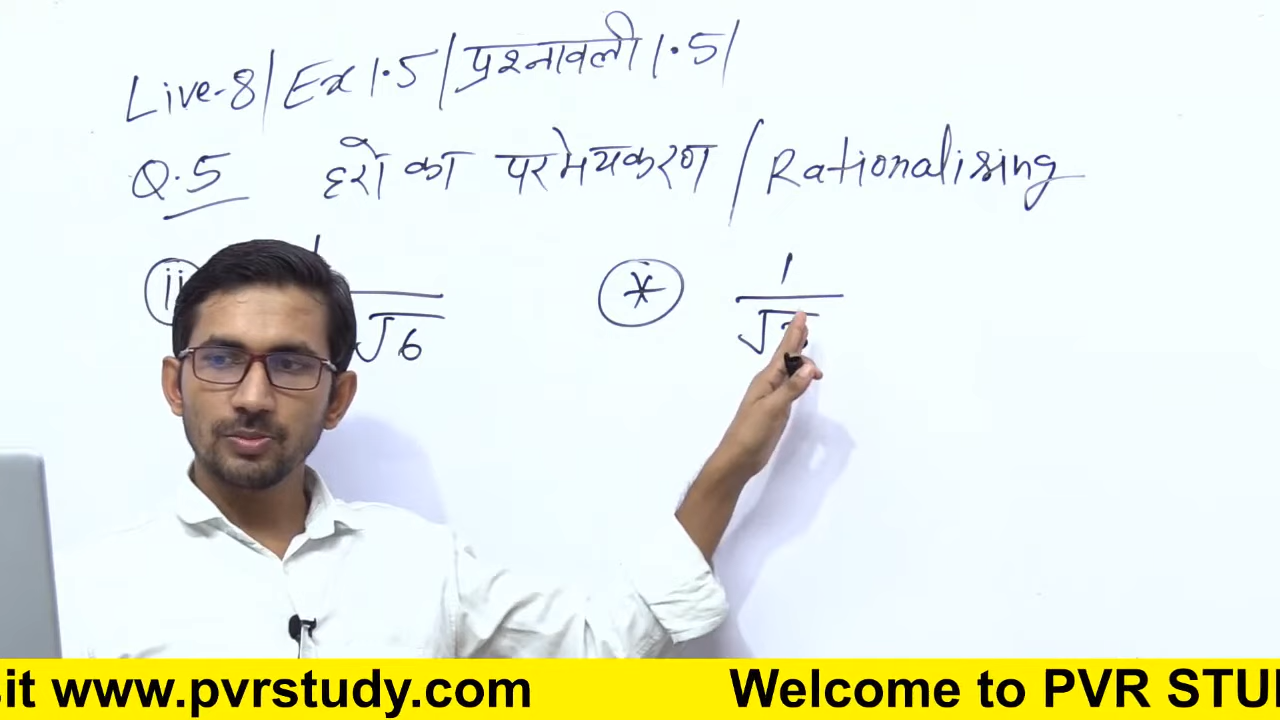 Live-8| Ex 1.5 | प्रश्नावली 1.5|
Q.5 हरों का परमेयकरण / Rationalising
ii √6
* 1
√
sit www.pvrstudy.com Welcome to PVR STU